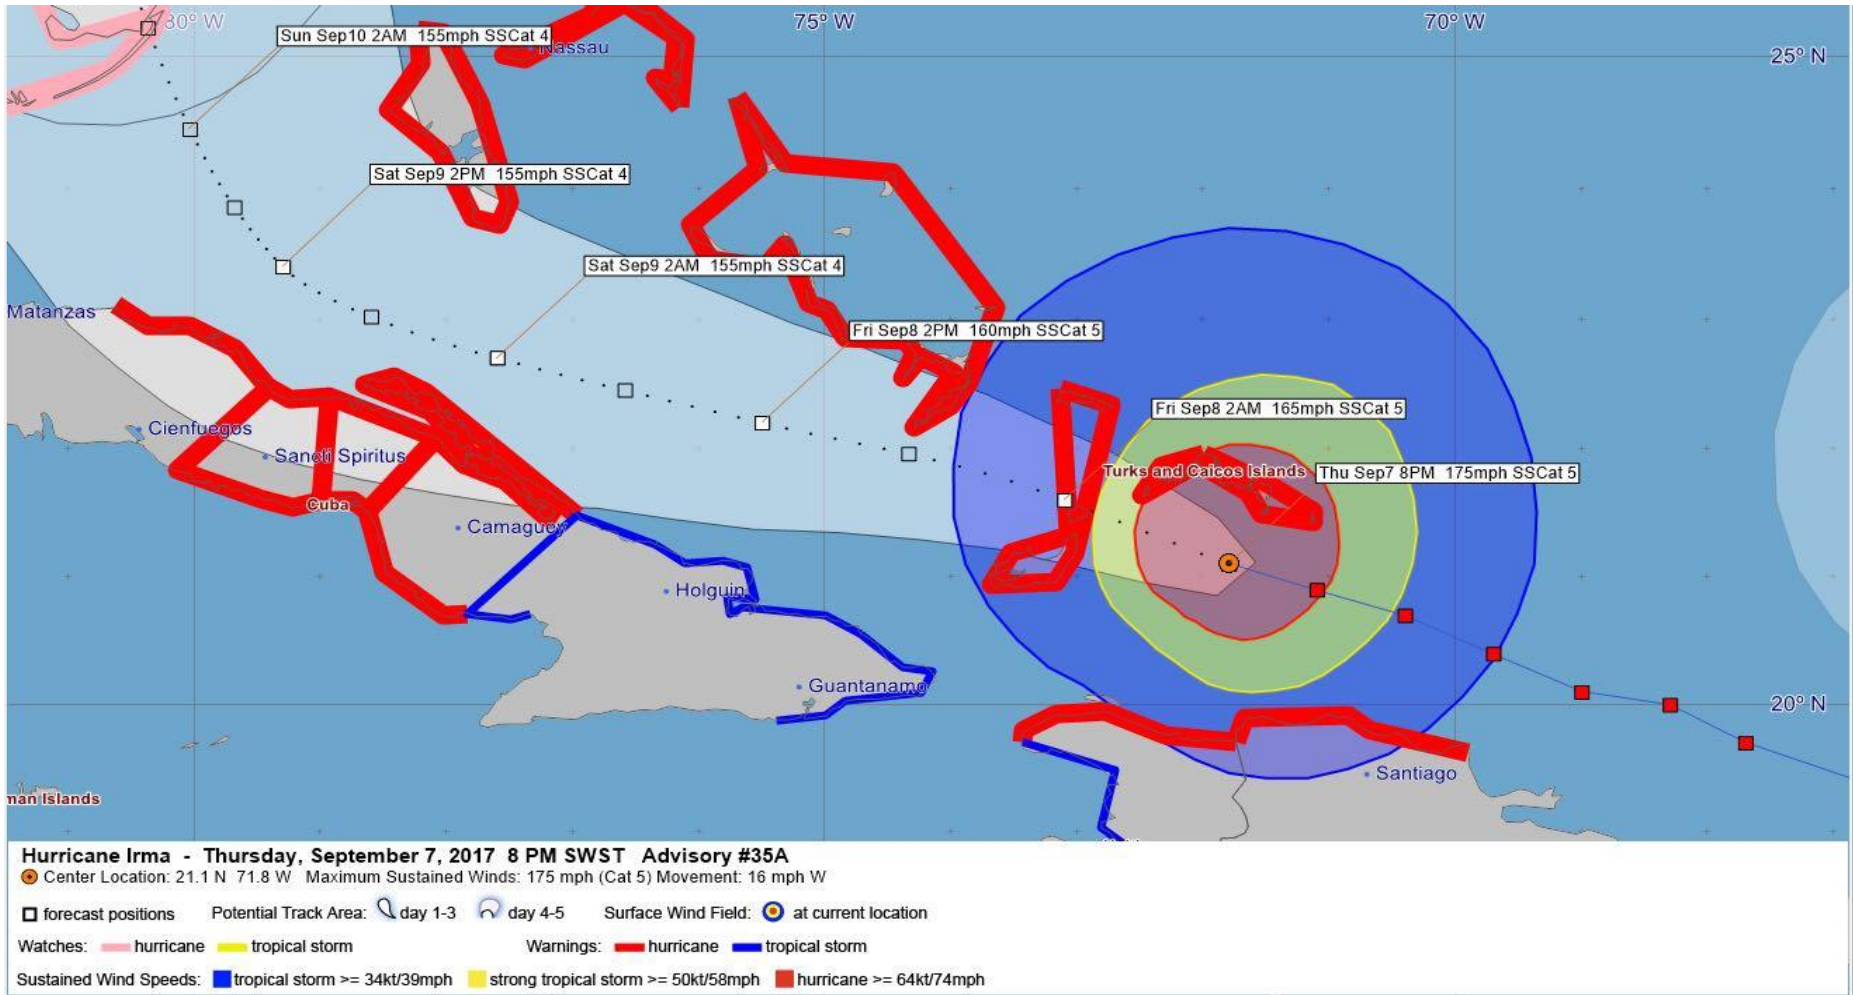 80° W
75° W
70° W
Sun Sep10 2AM 155mph SSCat 4
Nassau
25° N
Sat Sep9 2PM 155mph SSCat 4
Sat Sep9 2AM 155mph SSCat 4
Matanzas
Fri Sep8 2PM 160mph SSCat 5
Fri Sep8 2AM 165mph SSCat 5
Cienfuegos
Sancti Spiritus
Turks and Caicos Islands
Thu Sep7 8PM 175mph SSCat 5
Cuba
Camaguey
Holguin
Guantanamo
20° N
Santiago
man Islands
Hurricane Irma - Thursday, September 7, 2017 8 PM SWST Advisory #35A
Center Location: 21.1 N 71.8 W Maximum Sustained Winds: 175 mph (Cat 5) Movement: 16 mph W
forecast positions Potential Track Area: day 1-3 day 4-5 Surface Wind Field: at current location
Watches: hurricane tropical storm Warnings: hurricane tropical storm
Sustained Wind Speeds: tropical storm >= 34kt/39mph strong tropical storm >= 50kt/58mph hurricane >= 64kt/74mph